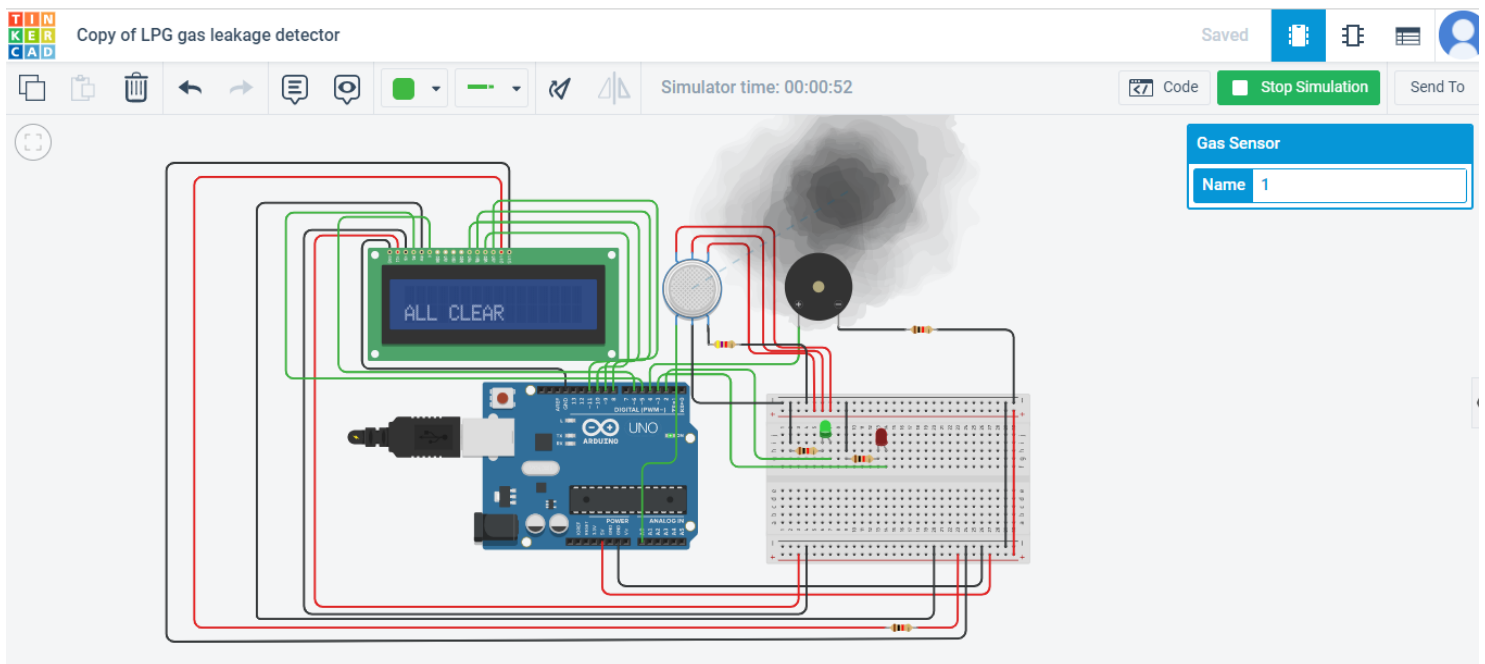 TIN
KER
CAD
Copy of LPG gas leakage detector
Saved
Simulator time: 00:00:52
Code
Stop Simulation
Send To
Gas Sensor
Name 1
ALL CLEAR
DIGITAL (PWM~)
UNO
ARDUINO
POWER
ANALOG IN